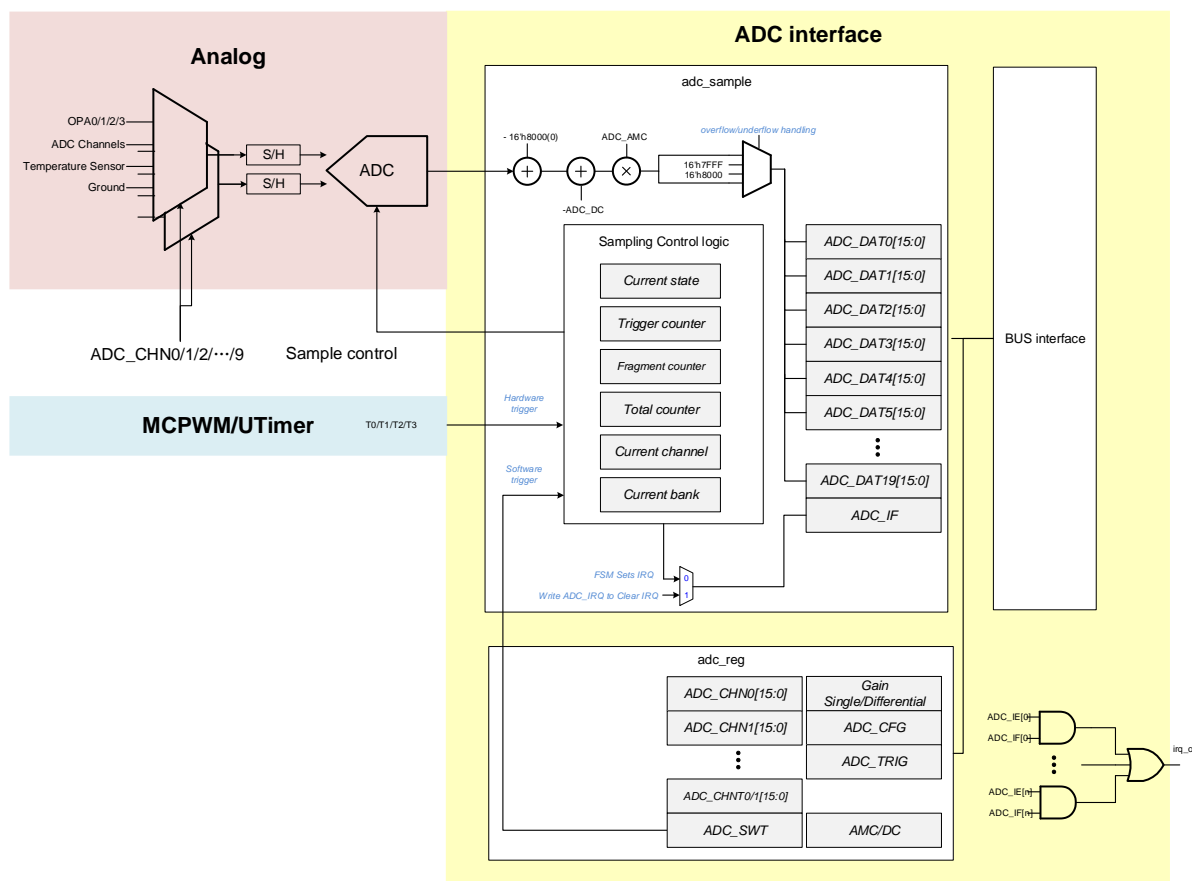 Analog
ADC interface
OPA0/1/2/3
ADC Channels
Temperature Sensor
Ground
S/H
S/H
ADC
ADC_CHN0/1/2/⋯/9
Sample control
MCPWM/UTimer
T0/T1/T2/T3
Hardware
trigger
Software
trigger
adc_sample
- 16'h8000(0)
ADC_AMC
-ADC_DC
overflow/underflow handling
16'h7FFF
16'h8000
Sampling Control logic
Current state
Trigger counter
Fragment counter
Total counter
Current channel
Current bank
ADC_DAT0[15:0]
ADC_DAT1[15:0]
ADC_DAT2[15:0]
ADC_DAT3[15:0]
ADC_DAT4[15:0]
ADC_DAT5[15:0]
ADC_DAT19[15:0]
ADC_IF
FSM Sets IRQ
0
Write ADC_IRQ to Clear IRQ
1
BUS interface
adc_reg
ADC_CHN0[15:0]
Gain
Single/Differential
ADC_CHN1[15:0]
ADC_CFG
ADC_TRIG
ADC_CHNT0/1[15:0]
ADC_SWT
AMC/DC
ADC_IE[0]
ADC_IF[0]
ADC_IE[n]
ADC_IF[n]